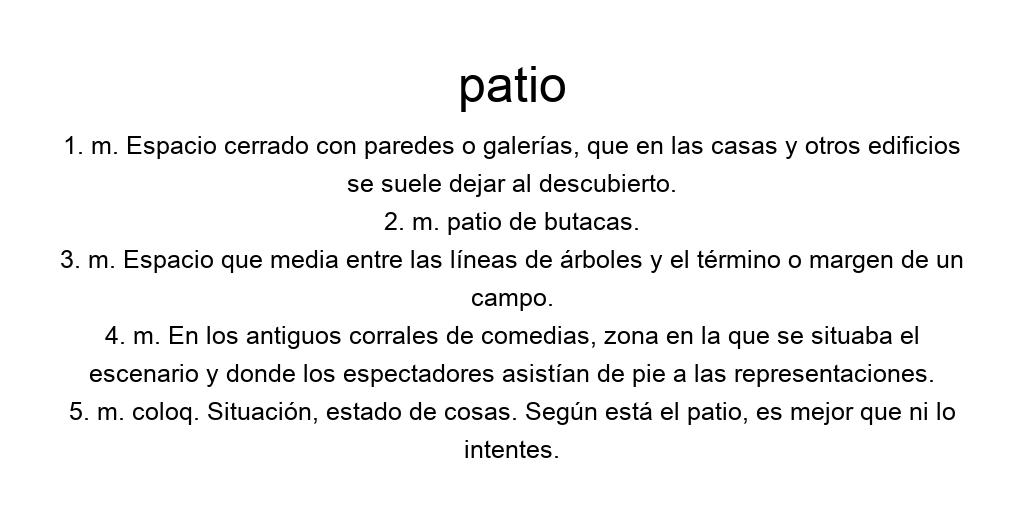 patio
1. m. Espacio cerrado con paredes o galerías, que en las casas y otros edificios
se suele dejar al descubierto.
2. m. patio de butacas.
3. m. Espacio que media entre las líneas de árboles y el término o margen de un
campo.
4. m. En los antiguos corrales de comedias, zona en la que se situaba el
escenario y donde los espectadores asistían de pie a las representaciones.
5. m. coloq. Situación, estado de cosas. Según está el patio, es mejor que ni lo
intentes.